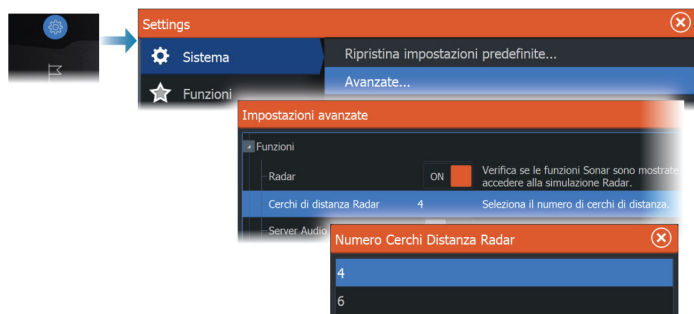 Settings
Sistema
Ripristina impostazioni predefinite...
Avanzate...
Funzioni
Impostazioni avanzate
Funzioni
Radar
ON
Verifica se le funzioni Sonar sono mostrate
accedere alla simulazione Radar.
Cerchi di distanza Radar
4
Seleziona il numero di cerchi di distanza.
Server Audio
Numero Cerchi Distanza Radar
4
6